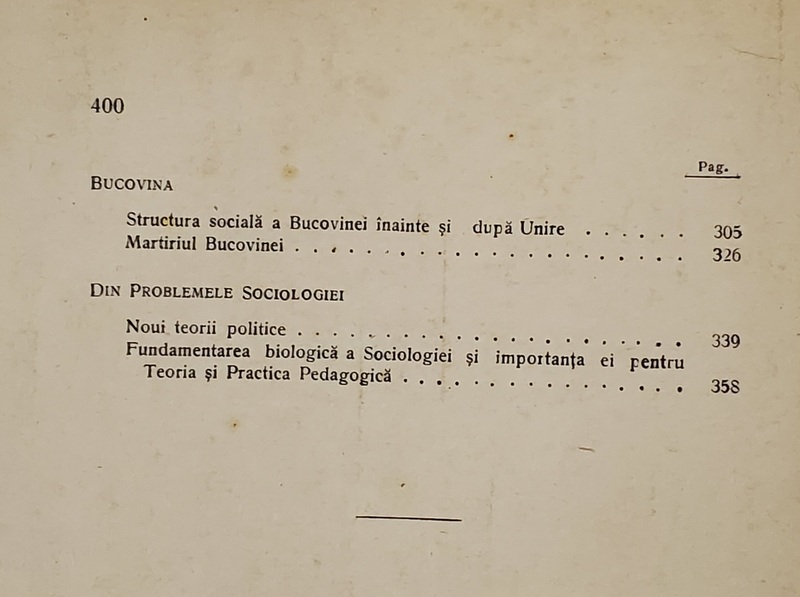 400
Pag.
BUCOVINA
Structura socială a Bucovinei înainte și după Unire . . . . . . 305
Martiriul Bucovinei . . . . . . . . . . . . . . . . . . . . 326
DIN PROBLEMELE SOCIOLOGIEI
Noui teorii politice . . . . . . . . . . . . . . . . . . . . 339
Fundamentarea biologică a Sociologiei și importanța ei pentru
Teoria și Practica Pedagogică . . . . . . . . . . . . . . . 358